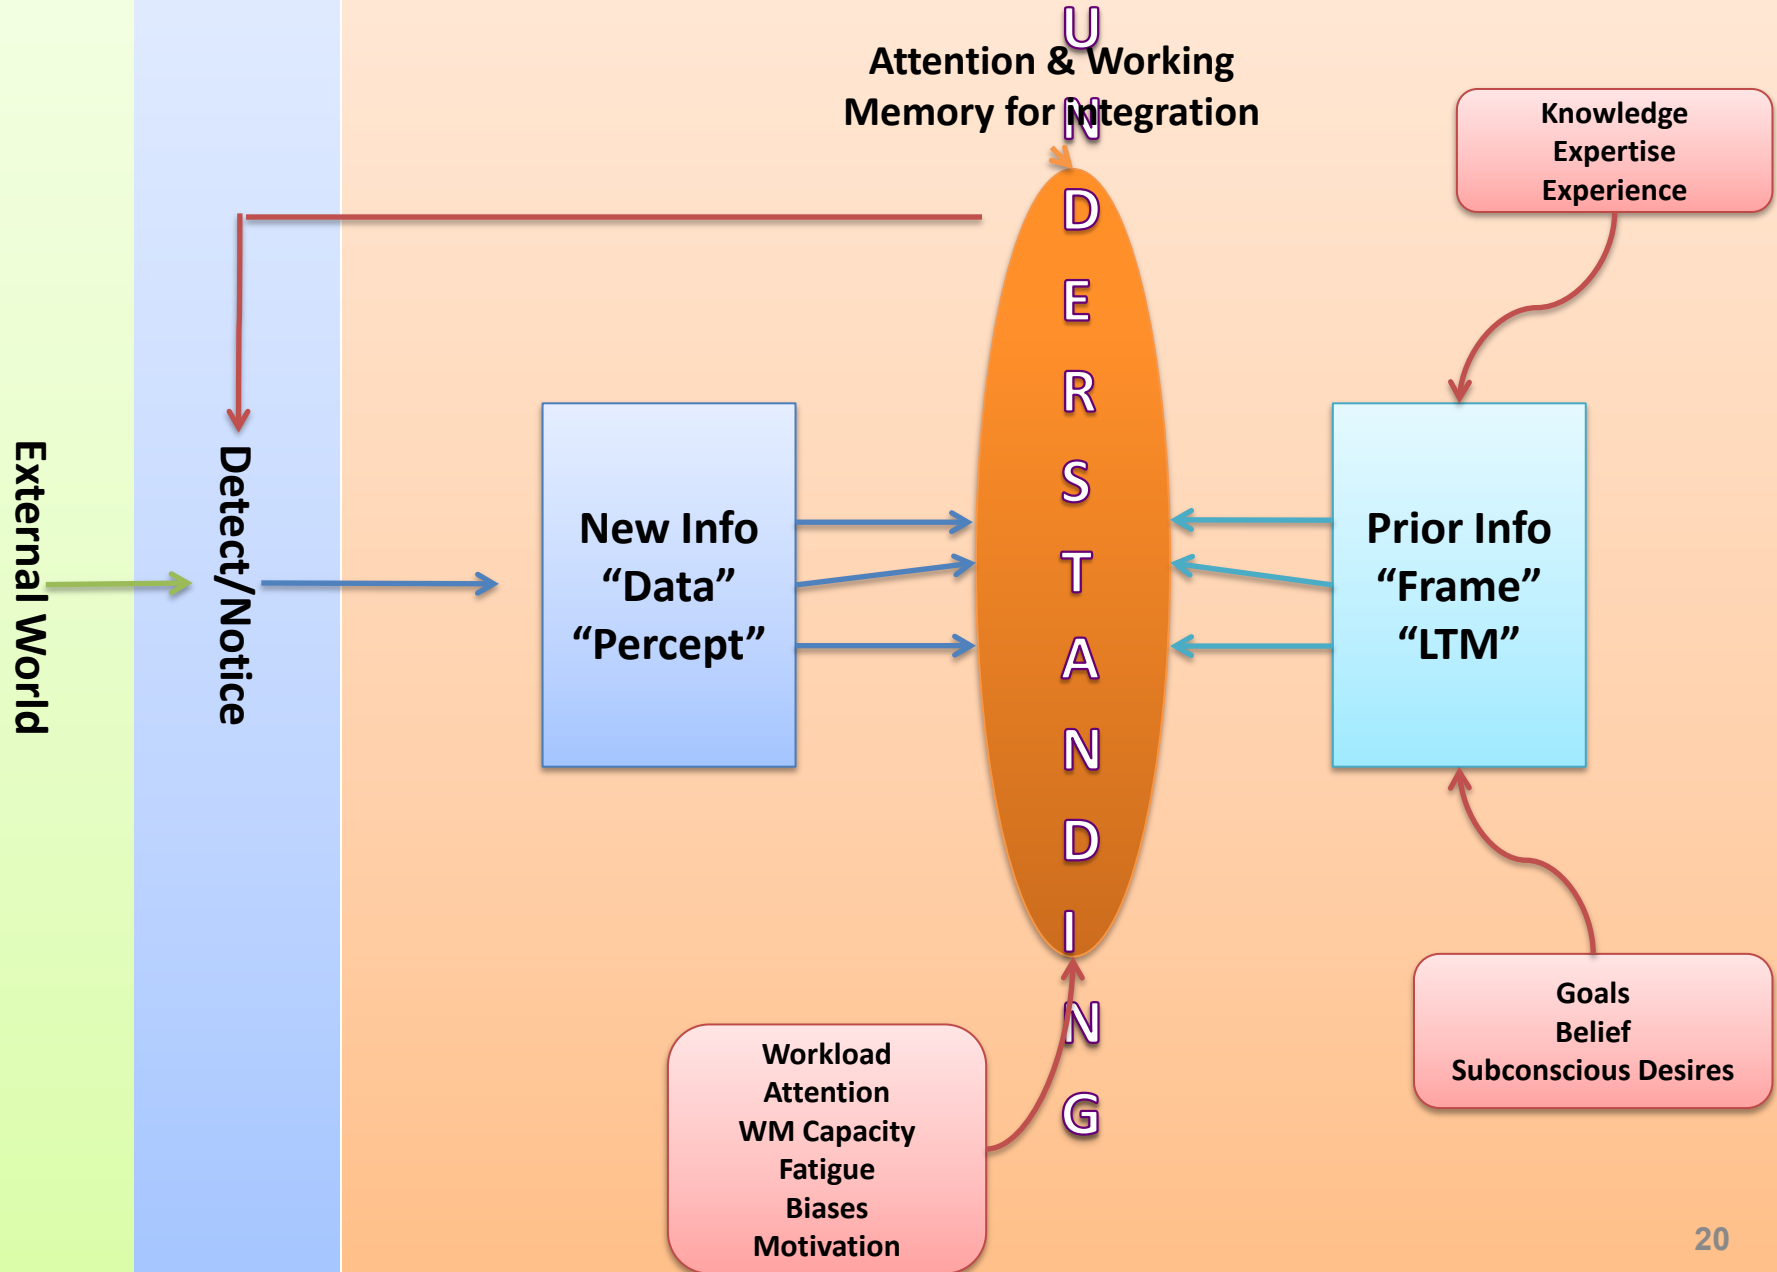 Attention & Working
Memory for integration
UNDERSTANDING
Knowledge
Expertise
Experience
External World
Detect/Notice
New Info
“Data”
“Percept”
Prior Info
“Frame”
“LTM”
Workload
Attention
WM Capacity
Fatigue
Biases
Motivation
Goals
Belief
Subconscious Desires
20